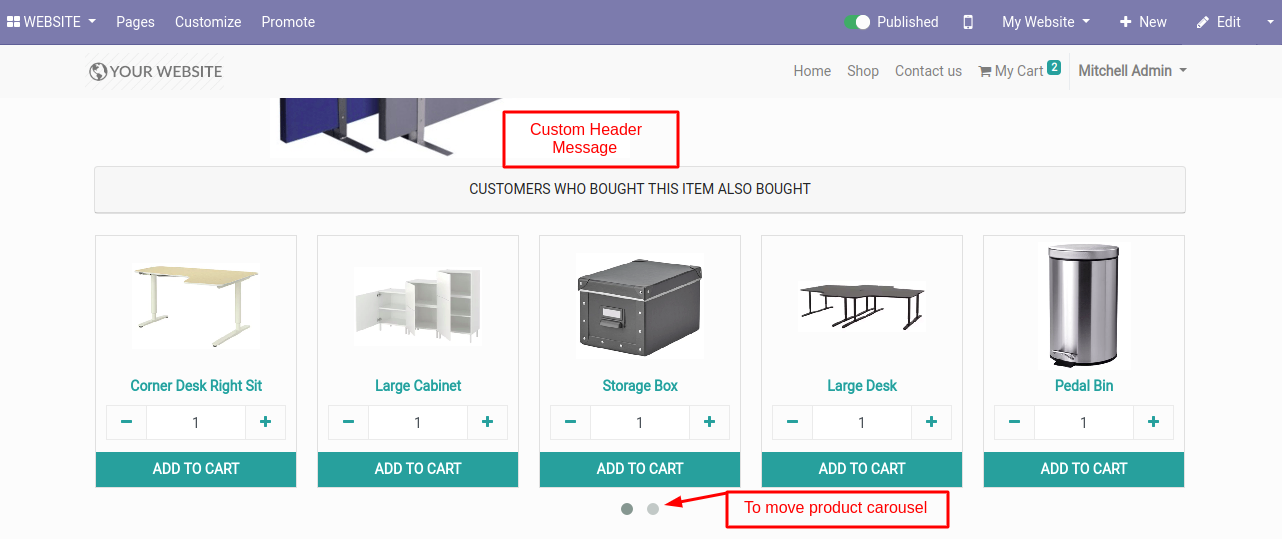 WEBSITE Pages Customize Promote Published My Website New Edit
YOUR WEBSITE Home Shop Contact us My Cart 2 Mitchell Admin
Custom Header
Message
CUSTOMERS WHO BOUGHT THIS ITEM ALSO BOUGHT
Corner Desk Right Sit Large Cabinet Storage Box Large Desk Pedal Bin
1 1 1 1 1
ADD TO CART ADD TO CART ADD TO CART ADD TO CART ADD TO CART
To move product carousel